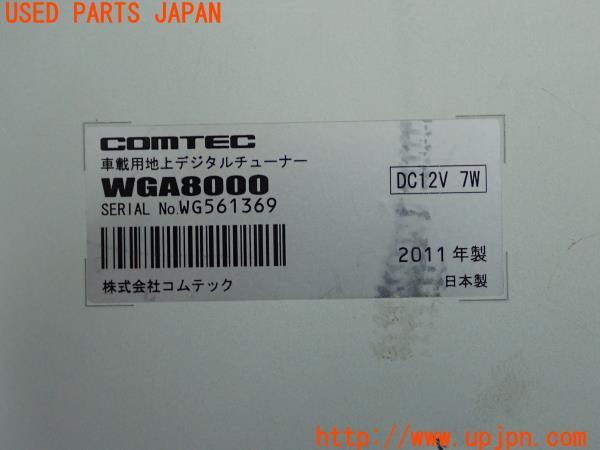 USED PARTS JAPAN
COMTEC
車載用地上デジタルチューナー
WGA8000
DC12V 7W
SERIAL No.WG561369
2011年製
株式会社コムテック
日本製
(U)PJ http://www.upjpn.com